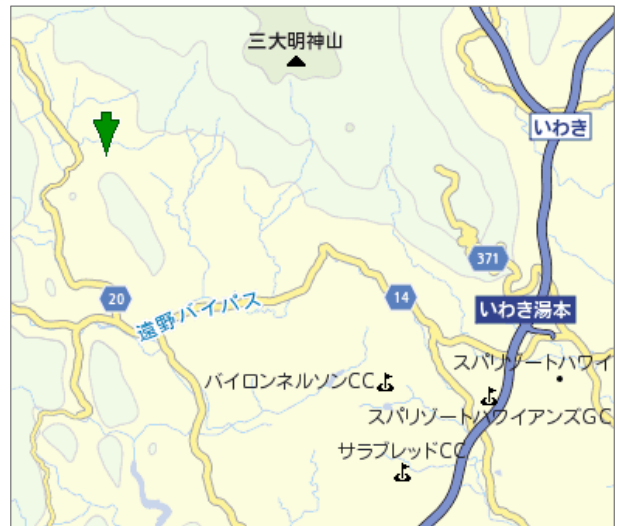 三大明神山
いわき
371
20
遠野バイパス
14
いわき湯本
スパリゾートハワイ
バイロンネルソンCC
スパリゾートハワイアンズGC
サラブレッドCC